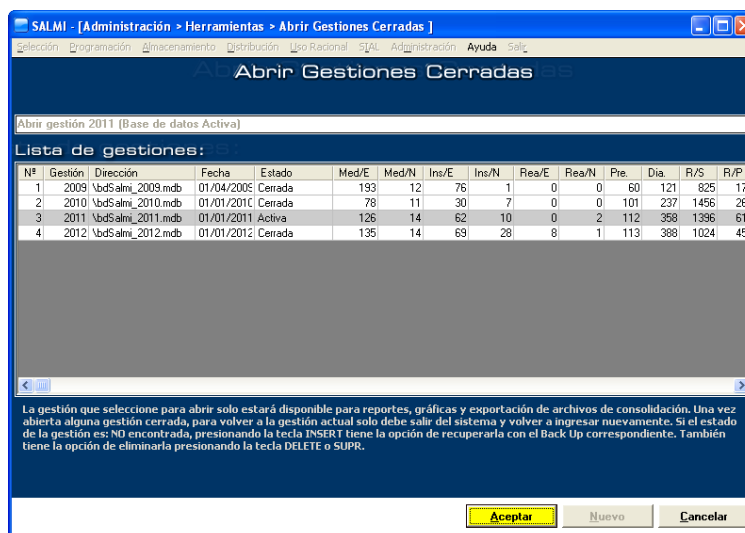 SALMI - [Administración > Herramientas > Abrir Gestiones Cerradas ]
Selección Programación Almacenamiento Distribución Uso Racional SIAL Administración Ayuda Salir
Abrir Gestiones Cerradas
Abrir gestión 2011 (Base de datos Activa)
Lista de gestiones:
Nº Gestión Dirección Fecha Estado Med/E Med/N Ins/E Ins/N Rea/E Rea/N Pre. Dia. R/S R/P
1 2009 \bdSalmi_2009.mdb 01/04/2009 Cerrada 193 12 76 1 0 0 60 121 825 17
2 2010 \bdSalmi_2010.mdb 01/01/2010 Cerrada 78 11 30 7 0 0 101 237 1456 26
3 2011 \bdSalmi_2011.mdb 01/01/2011 Activa 126 14 62 10 0 2 112 358 1396 61
4 2012 \bdSalmi_2012.mdb 01/01/2012 Cerrada 135 14 69 28 8 1 113 388 1024 45
La gestión que seleccione para abrir solo estará disponible para reportes, gráficas y exportación de archivos de consolidación. Una vez
abierta alguna gestión cerrada, para volver a la gestión actual solo debe salir del sistema y volver a ingresar nuevamente. Si el estado
de la gestión es: NO encontrada, presionando la tecla INSERT tiene la opción de recuperarla con el Back Up correspondiente. También
tiene la opción de eliminarla presionando la tecla DELETE o SUPR.
Aceptar Nuevo Cancelar